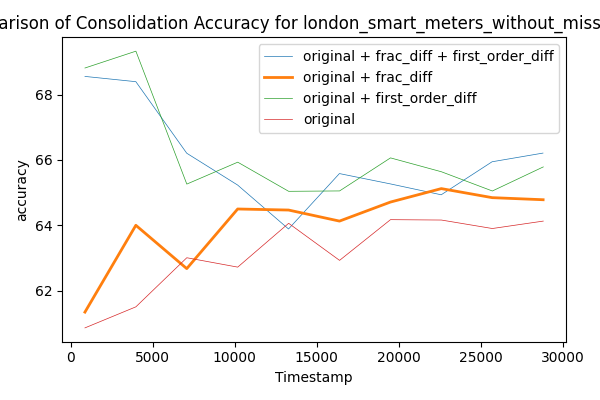 arison of Consolidation Accuracy for london_smart_meters_without_miss
original + frac_diff + first_order_diff
original + frac_diff
original + first_order_diff
original
accuracy
68
66
64
62
0 5000 10000 15000 20000 25000 30000
Timestamp